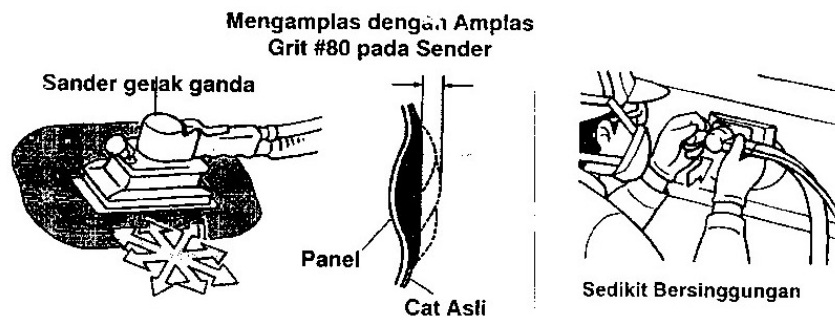 Mengamplas dengan Amplas
Grit #80 pada Sender
Sander gerak ganda
Panel
Cat Asli
Sedikit Bersinggungan